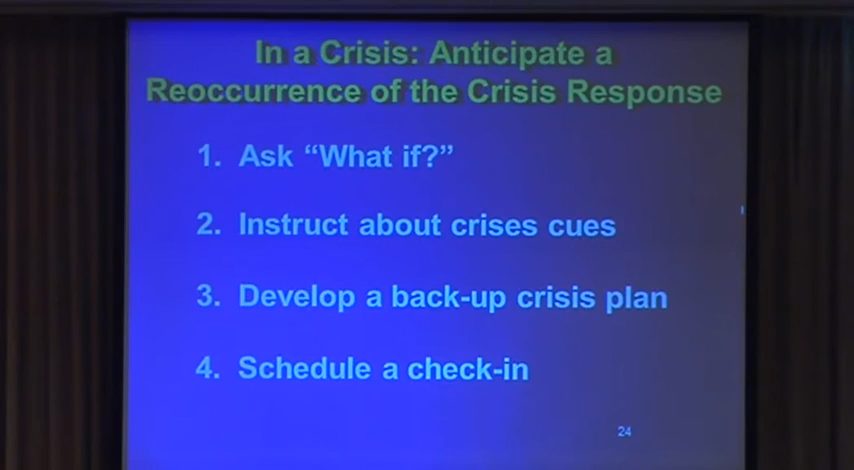 In a Crisis: Anticipate a
Reoccurrence of the Crisis Response
1. Ask “What if?”
2. Instruct about crises cues
3. Develop a back-up crisis plan
4. Schedule a check-in
24